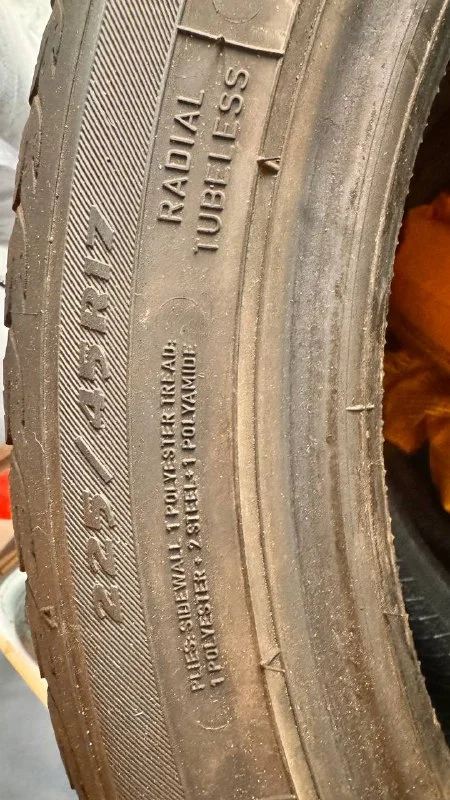 225/45R17
RADIAL
TUBELESS
PLIES: SIDEWALL 1 POLYESTER TREAD:
1 POLYESTER + 2 STEEL + 1 POLYAMIDE